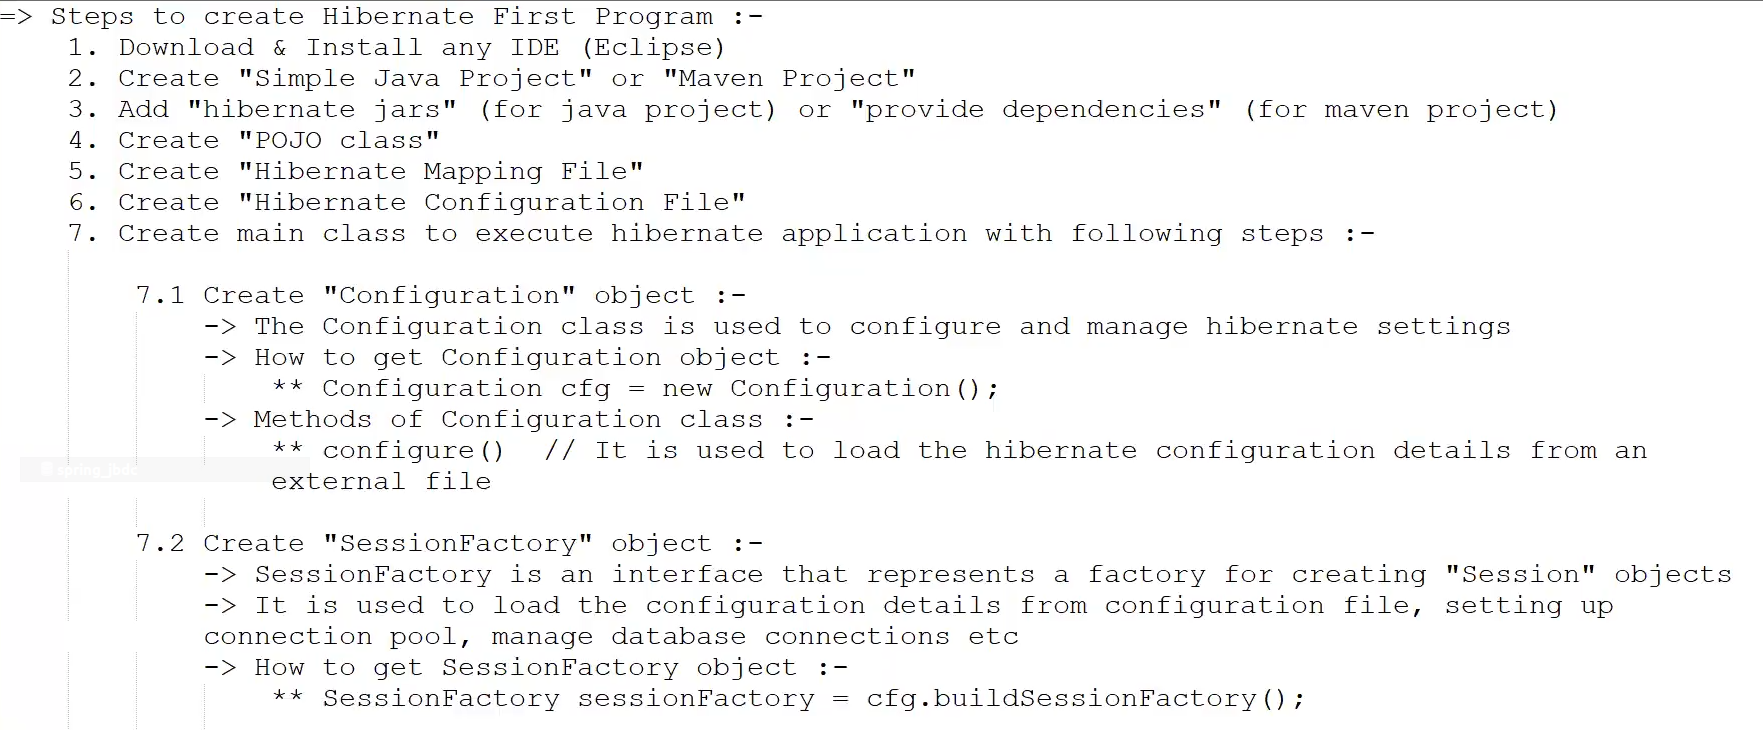 => Steps to create Hibernate First Program :-
1. Download & Install any IDE (Eclipse)
2. Create "Simple Java Project" or "Maven Project"
3. Add "hibernate jars" (for java project) or "provide dependencies" (for maven project)
4. Create "POJO class"
5. Create "Hibernate Mapping File"
6. Create "Hibernate Configuration File"
7. Create main class to execute hibernate application with following steps :-
7.1 Create "Configuration" object :-
-> The Configuration class is used to configure and manage hibernate settings
-> How to get Configuration object :-
** Configuration cfg = new Configuration();
-> Methods of Configuration class :-
** configure() // It is used to load the hibernate configuration details from an
spring_jbdc
external file
7.2 Create "SessionFactory" object :-
-> SessionFactory is an interface that represents a factory for creating "Session" objects
-> It is used to load the configuration details from configuration file, setting up
connection pool, manage database connections etc
-> How to get SessionFactory object :-
** SessionFactory sessionFactory = cfg.buildSessionFactory();